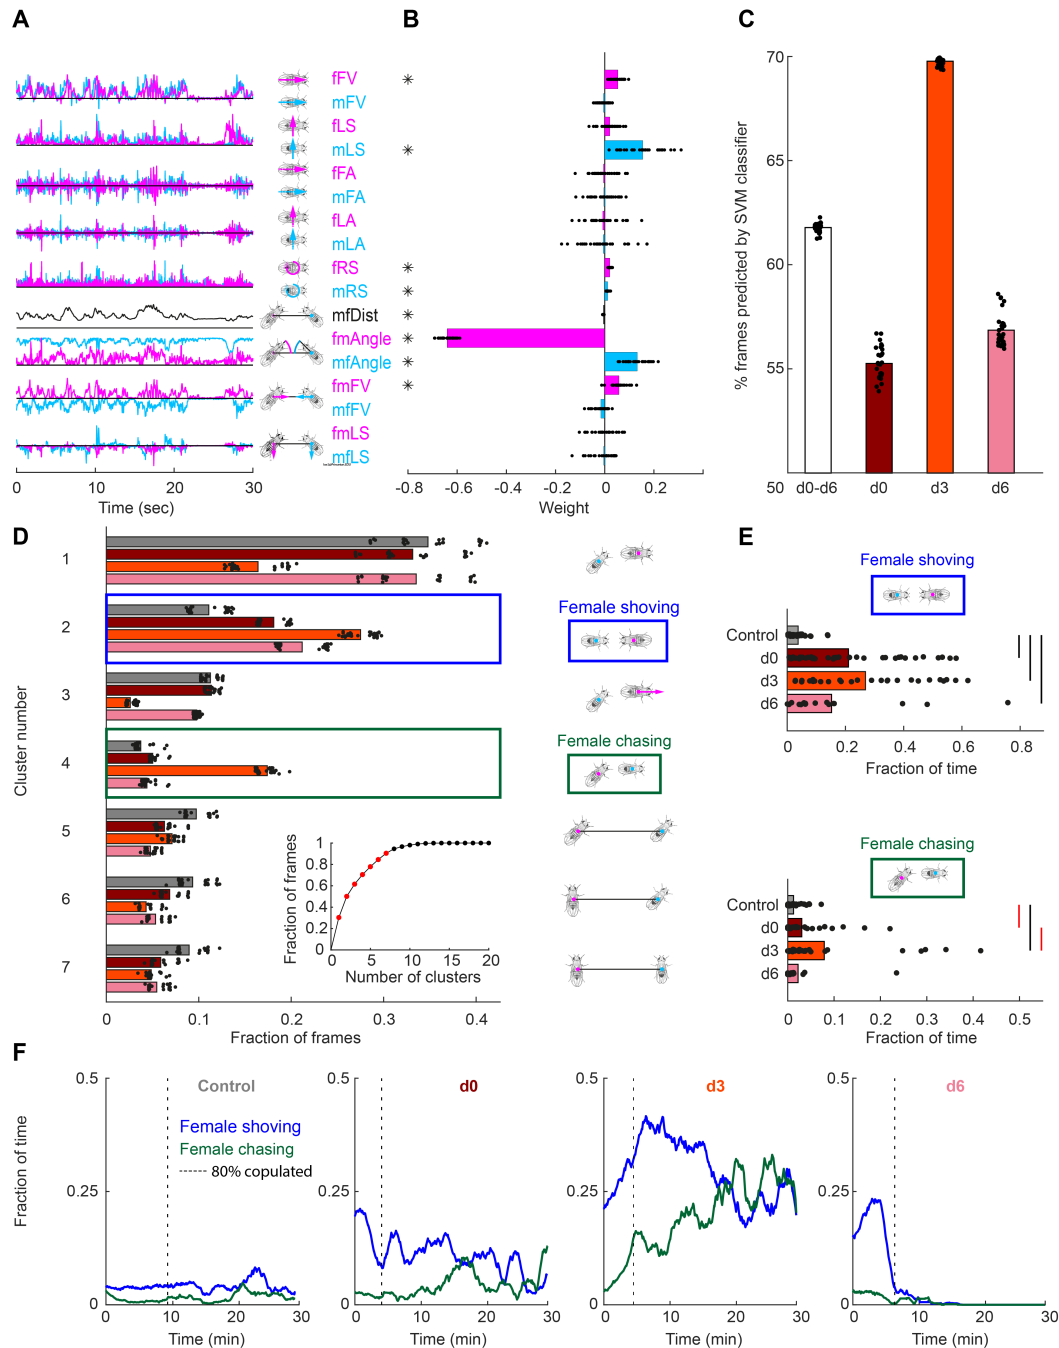 A
B
C
fFV
mFV
fLS
mLS
fFA
mFA
fLA
mLA
fRS
mRS
mfDist
fmAngle
mfAngle
fmFV
mfFV
fmLS
mfLS
0 10 20 30
Time (sec)
-0.8 -0.6 -0.4 -0.2 0 0.2 0.4
Weight
% frames predicted by SVM classifier
70
65
60
55
50
d0-d6 d0 d3 d6
D
Cluster number
1
2
3
4
5
6
7
0 0.1 0.2 0.3 0.4
Fraction of frames
Fraction of frames
1
0.8
0.6
0.4
0.2
0
0 5 10 15 20
Number of clusters
Female shoving
Female chasing
E
Female shoving
Control
d0
d3
d6
0 0.2 0.4 0.6 0.8
Fraction of time
Female chasing
Control
d0
d3
d6
0 0.1 0.2 0.3 0.4 0.5
Fraction of time
F
Fraction of time
0.5
0.25
0
Control
Female shoving
Female chasing
80% copulated
0 10 20 30
Time (min)
0.5
0.25
0
d0
0 10 20 30
Time (min)
0.5
0.25
0
d3
0 10 20 30
Time (min)
0.5
0.25
0
d6
0 10 20 30
Time (min)